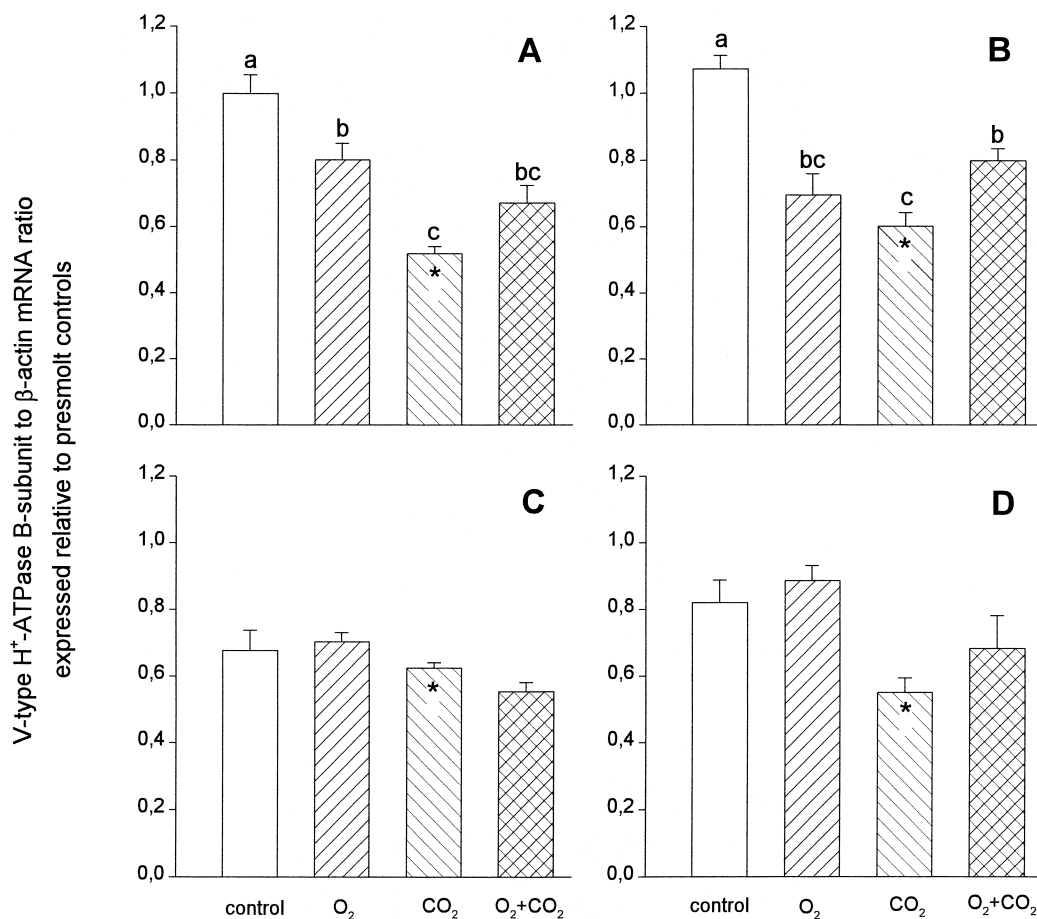 V-type H⁺-ATPase B-subunit to β-actin mRNA ratio
expressed relative to presmolt controls
A
1,2
1,0
0,8
0,6
0,4
0,2
0,0
a
b
c
*
bc
B
1,2
1,0
0,8
0,6
0,4
0,2
0,0
a
bc
c
*
b
C
1,2
1,0
0,8
0,6
0,4
0,2
0,0
*
control
O₂
CO₂
O₂+CO₂
D
1,2
1,0
0,8
0,6
0,4
0,2
0,0
*
control
O₂
CO₂
O₂+CO₂